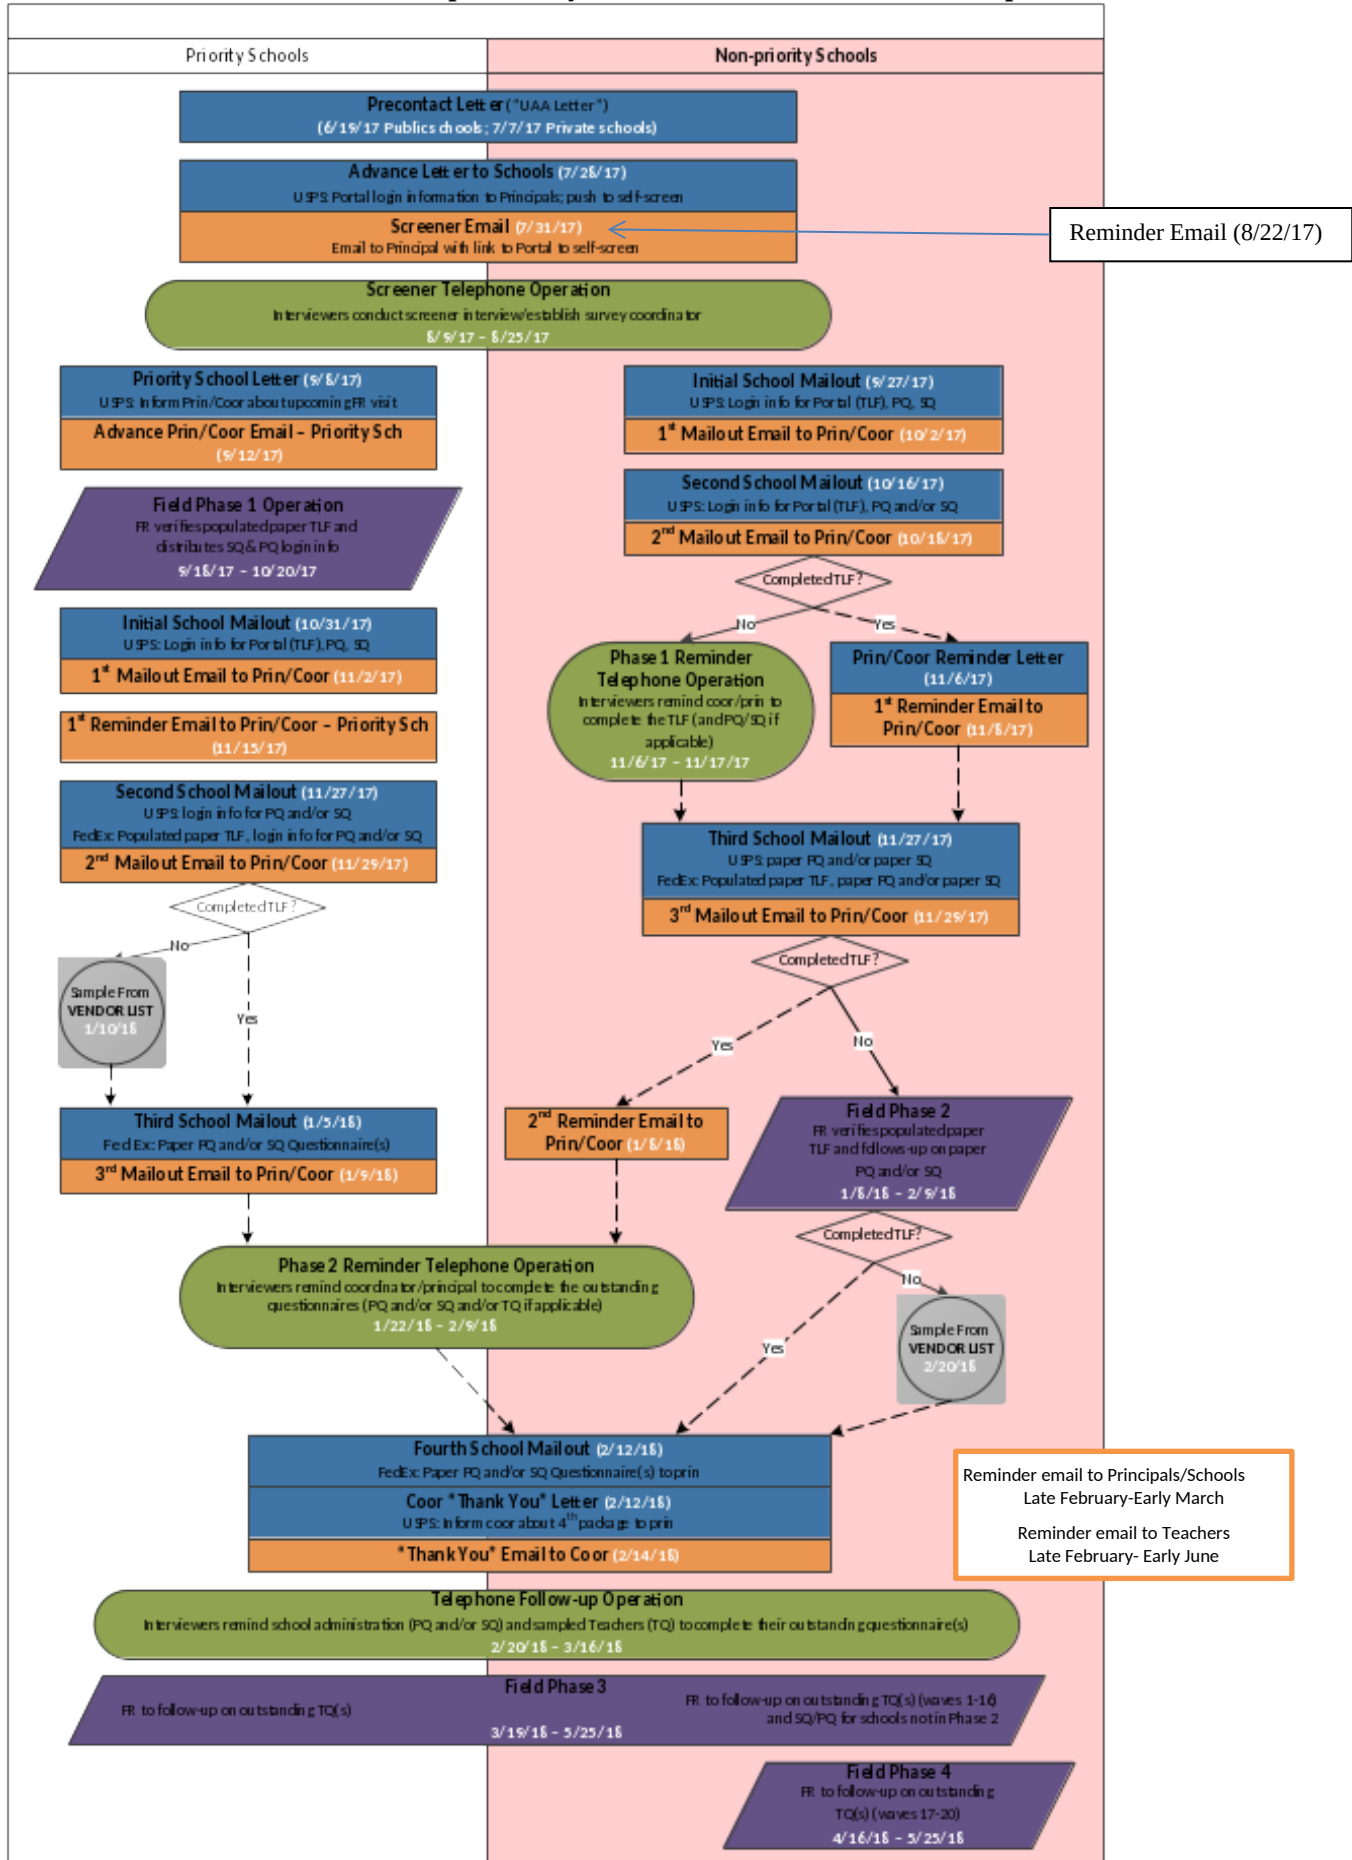 Priority Schools
Non-priority Schools
Precontact Letter ("UAA Letter")
(6/19/17 Public schools; 7/7/17 Private schools)
Advance Letter to Schools (7/28/17)
USPS: Portal login information to Principals; push to self-screen
Screener Email (7/31/17)
Email to Principal with link to Portal to self-screen
Reminder Email (8/22/17)
Screener Telephone Operation
Interviewers conduct screener interview/establish survey coordinator
8/9/17 – 8/25/17
Priority School Letter (9/8/17)
USPS: Inform Prin/Coor about upcoming FR visit
Advance Prin/Coor Email – Priority Sch
(9/12/17)
Field Phase 1 Operation
FR verifies populated paper TLF and
distributes SQ & PQ login info
9/18/17 – 10/20/17
Initial School Mailout (10/31/17)
USPS: Login info for Portal (TLF), PQ, SQ
1st Mailout Email to Prin/Coor (11/2/17)
1st Reminder Email to Prin/Coor – Priority Sch
(11/15/17)
Second School Mailout (11/27/17)
USPS: login info for PQ and/or SQ
FedEx: Populated paper TLF, login info for PQ and/or SQ
2nd Mailout Email to Prin/Coor (11/29/17)
Completed TLF?
No
Yes
Sample From
VENDOR LIST
1/10/18
Third School Mailout (1/5/18)
Fed Ex: Paper PQ and/or SQ Questionnaire(s)
3rd Mailout Email to Prin/Coor (1/9/18)
Initial School Mailout (9/27/17)
USPS: Login info for Portal (TLF), PQ, SQ
1st Mailout Email to Prin/Coor (10/2/17)
Second School Mailout (10/16/17)
USPS: Login info for Portal (TLF), PQ and/or SQ
2nd Mailout Email to Prin/Coor (10/18/17)
Completed TLF?
No
Yes
Phase 1 Reminder
Telephone Operation
Interviewers remind coor/prin to
complete the TLF (and PQ/SQ if
applicable)
11/6/17 – 11/17/17
Prin/Coor Reminder Letter
(11/6/17)
1st Reminder Email to
Prin/Coor (11/8/17)
Third School Mailout (11/27/17)
USPS: paper PQ and/or paper SQ
FedEx: Populated paper TLF, paper PQ and/or paper SQ
3rd Mailout Email to Prin/Coor (11/29/17)
Completed TLF?
Yes
No
2nd Reminder Email to
Prin/Coor (1/8/18)
Field Phase 2
FR verifies populated paper
TLF and follows-up on paper
PQ and/or SQ
1/8/18 – 2/9/18
Completed TLF?
No
Yes
Sample From
VENDOR LIST
2/20/18
Phase 2 Reminder Telephone Operation
Interviewers remind coordinator/principal to complete the outstanding
questionnaires (PQ and/or SQ and/or TQ if applicable)
1/22/18 – 2/9/18
Fourth School Mailout (2/12/18)
FedEx: Paper PQ and/or SQ Questionnaire(s) to prin
Coor "Thank You" Letter (2/12/18)
USPS: Inform coor about 4th package to prin
"Thank You" Email to Coor (2/14/18)
Reminder email to Principals/Schools
Late February-Early March
Reminder email to Teachers
Late February- Early June
Telephone Follow-up Operation
Interviewers remind school administration (PQ and/or SQ) and sampled Teachers (TQ) to complete their outstanding questionnaire(s)
2/20/18 – 3/16/18
Field Phase 3
FR to follow-up on outstanding TQ(s)
FR to follow-up on outstanding TQ(s) (waves 1-16)
and SQ/PQ for schools not in Phase 2
3/19/18 – 5/25/18
Field Phase 4
FR to follow-up on outstanding
TQ(s) (waves 17-20)
4/16/18 – 5/25/18